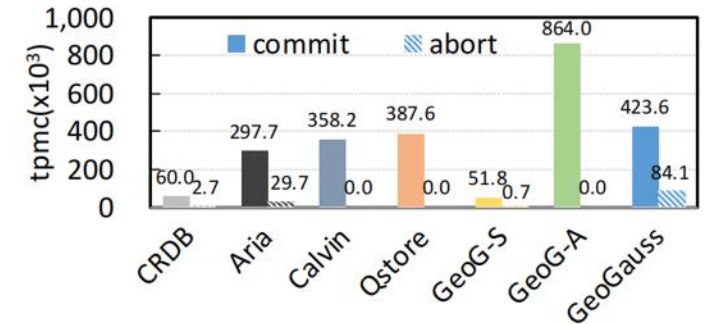 tpmc(x10³)
1,000
800
600
400
200
0
commit
abort
60.0
2.7
297.7
29.7
358.2
0.0
387.6
0.0
51.8
0.7
864.0
0.0
423.6
84.1
CRDB
Aria
Calvin
Qstore
GeoG-S
GeoG-A
GeoGauss